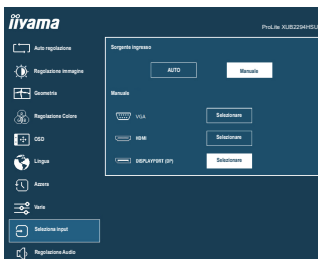 iiyama
ProLite XUB2294HSU
Auto regolazione
Regolazione immagine
Geometria
Regolazione Colore
OSD
Lingua
Azzera
Varie
Seleziona input
Regolazione Audio
Sorgente ingresso
AUTO
Manuale
Manuale
VGA
Selezionare
HDMI
Selezionare
DISPLAYPORT (DP)
Selezionare